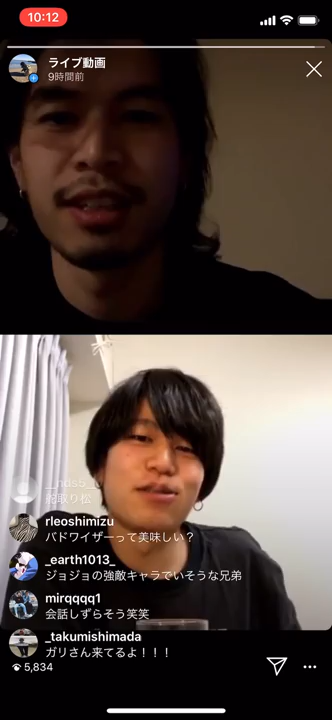 10:12
ライブ動画
9時間前
__nds5_
rleoshimizu
バドワイザーって美味しい？
_earth1013_
ジョジョの強敵キャラでいそうな兄弟
mirqqqq1
会話しずらそう笑笑
_takumishimada
ガリさん来てるよ！！！
5,834